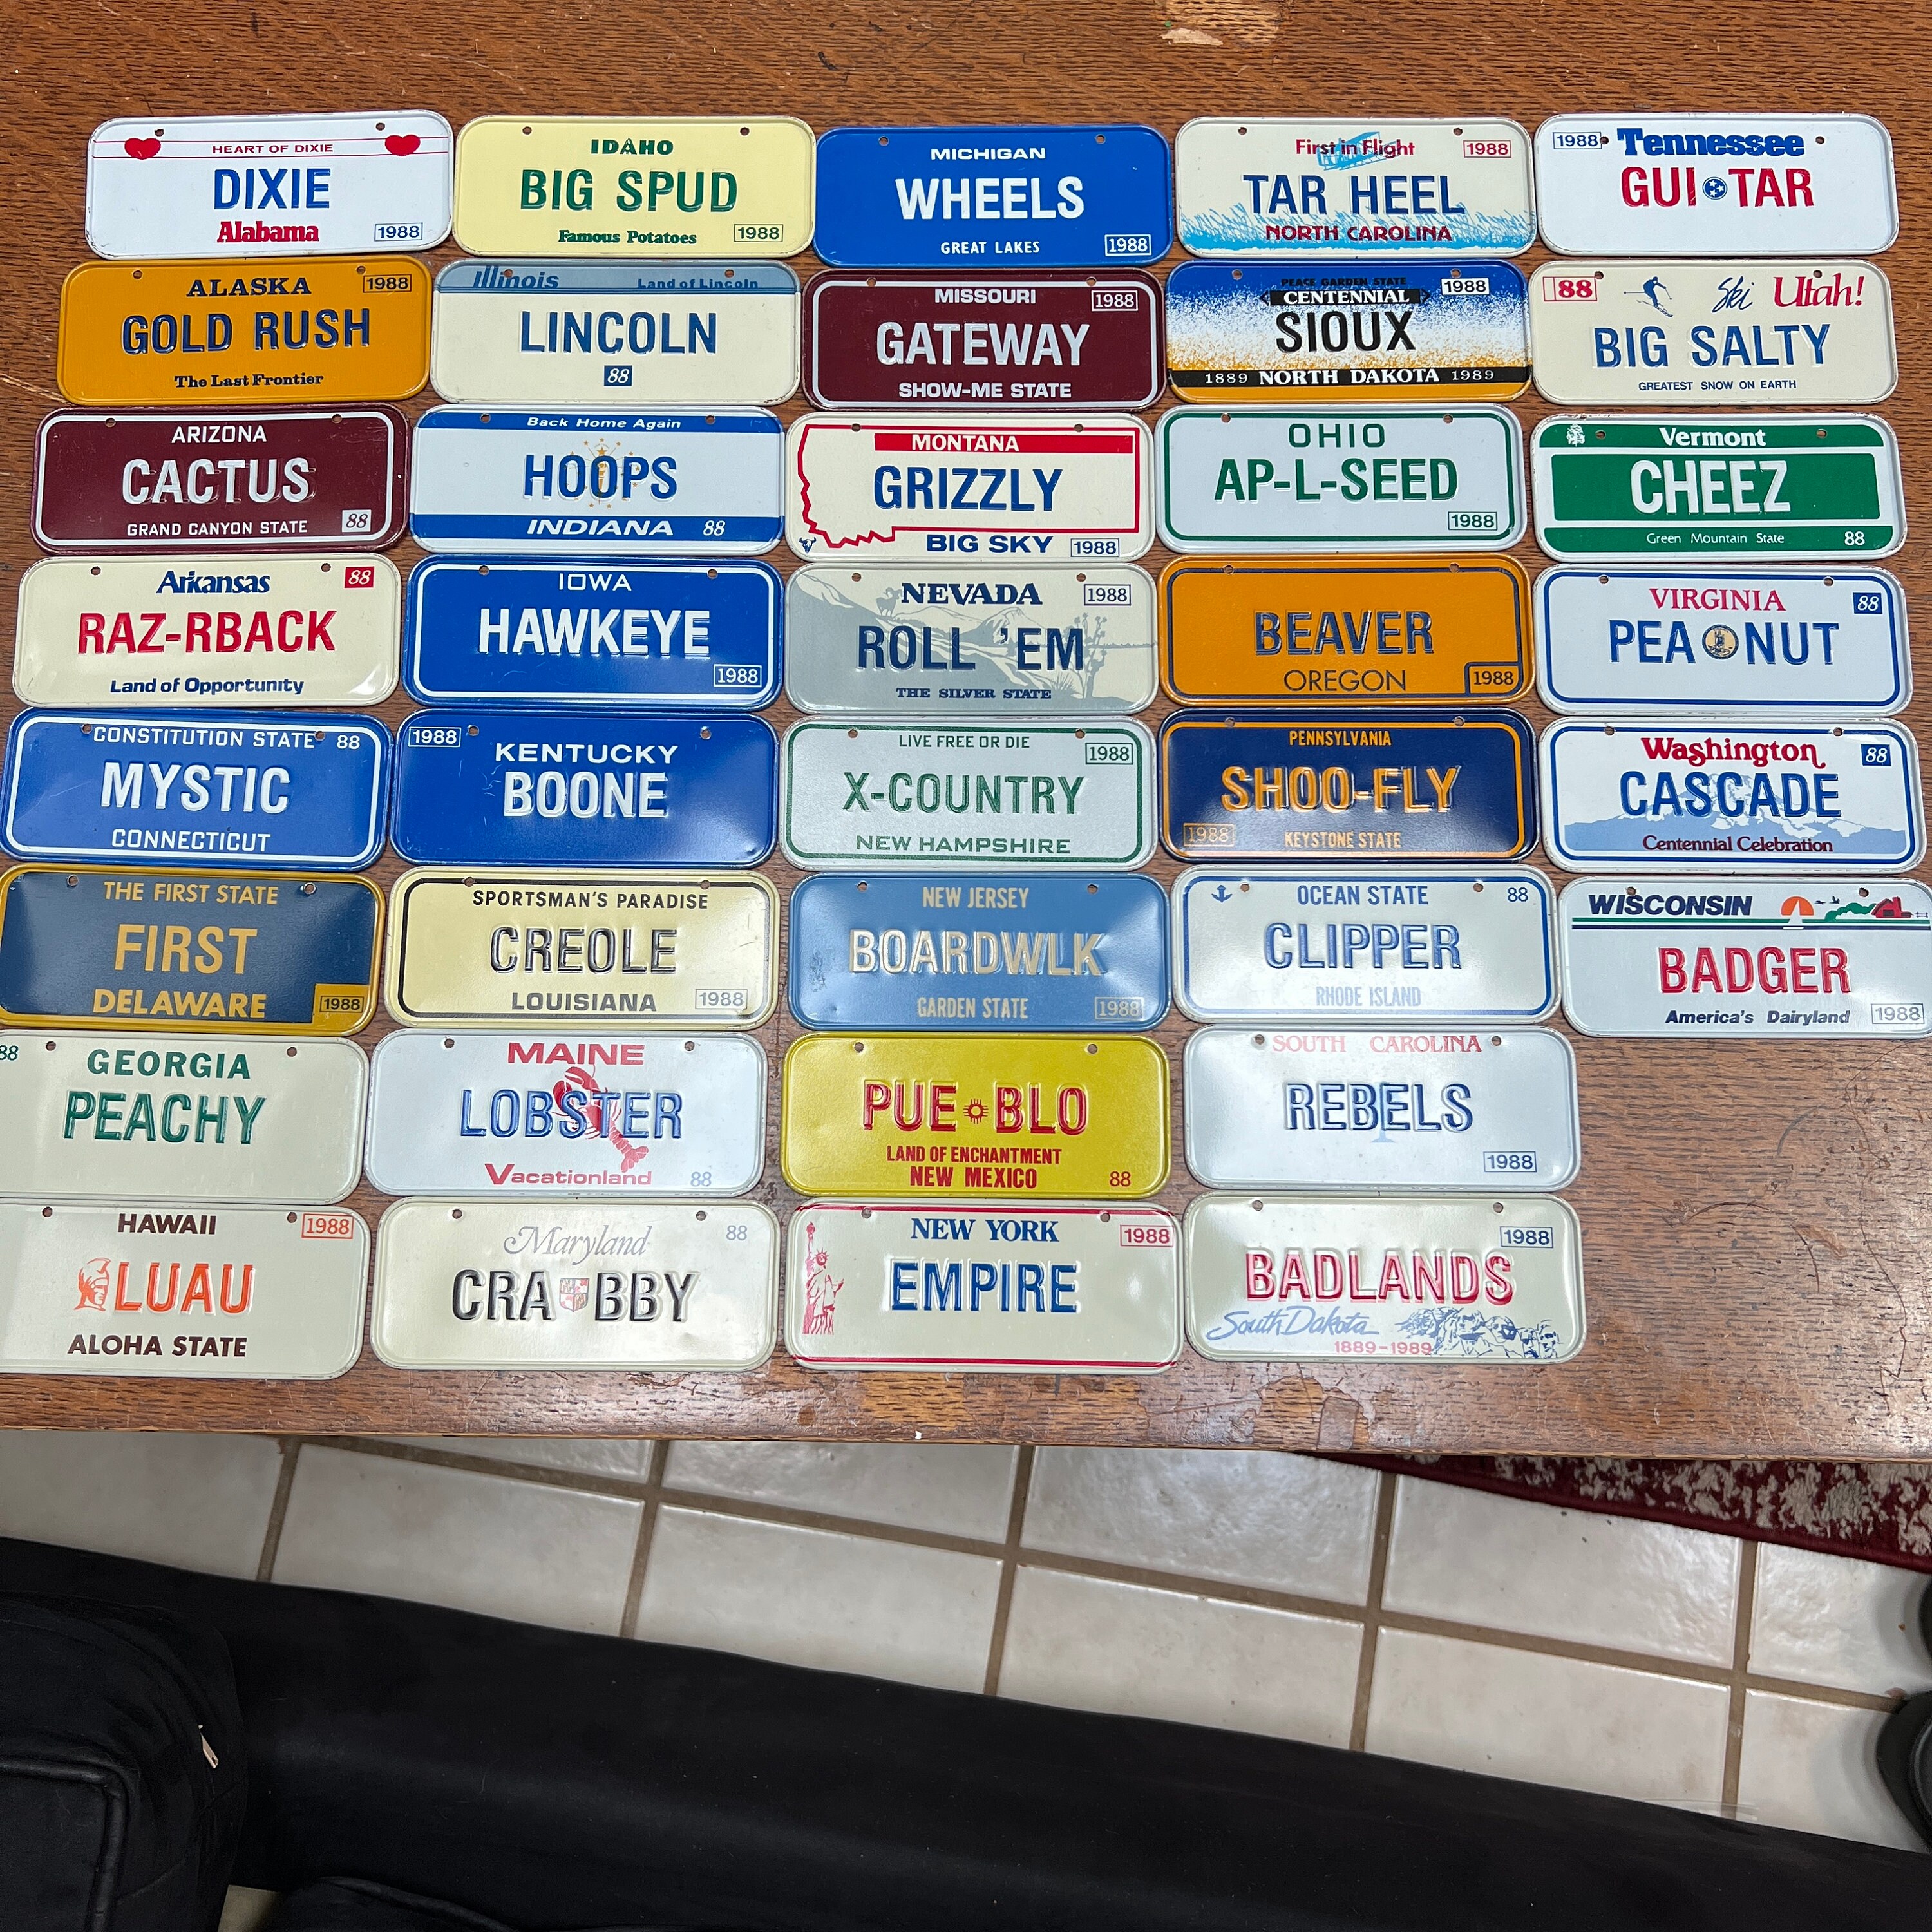 HEART OF DIXIE
DIXIE
Alabama 1988
ALASKA 1988
GOLD RUSH
The Last Frontier
ARIZONA
CACTUS
GRAND CANYON STATE 88
Arkansas 88
RAZ-RBACK
Land of Opportunity
CONSTITUTION STATE 88
MYSTIC
CONNECTICUT
THE FIRST STATE
FIRST
DELAWARE 1988
88 GEORGIA
PEACHY
HAWAII 1988
LUAU
ALOHA STATE
IDAHO
BIG SPUD
Famous Potatoes 1988
Illinois Land of Lincoln
LINCOLN
88
Back Home Again
HOOPS
INDIANA 88
IOWA
HAWKEYE
1988
1988
KENTUCKY
BOONE
SPORTSMAN'S PARADISE
CREOLE
LOUISIANA 1988
MAINE
LOBSTER
Vacationland 88
Maryland 88
CRA BBY
MICHIGAN
WHEELS
GREAT LAKES 1988
MISSOURI 1988
GATEWAY
SHOW-ME STATE
MONTANA
GRIZZLY
BIG SKY 1988
NEVADA 1988
ROLL 'EM
THE SILVER STATE
LIVE FREE OR DIE 1988
X-COUNTRY
NEW HAMPSHIRE
NEW JERSEY
BOARDWLK
GARDEN STATE 1988
PUE BLO
LAND OF ENCHANTMENT
NEW MEXICO 88
NEW YORK 1988
EMPIRE
First in Flight 1988
TAR HEEL
NORTH CAROLINA
PEACE GARDEN STATE
CENTENNIAL 1988
SIOUX
1889 NORTH DAKOTA 1989
OHIO
AP-L-SEED
1988
BEAVER
OREGON 1988
PENNSYLVANIA
SHOO-FLY
1988 KEYSTONE STATE
OCEAN STATE 88
CLIPPER
RHODE ISLAND
SOUTH CAROLINA
REBELS
1988
1988
BADLANDS
South Dakota
1889-1989
1988 Tennessee
GUI TAR
88 Ski Utah!
BIG SALTY
GREATEST SNOW ON EARTH
Vermont
CHEEZ
Green Mountain State 88
VIRGINIA 88
PEA NUT
Washington 88
CASCADE
Centennial Celebration
WISCONSIN
BADGER
America's Dairyland 1988